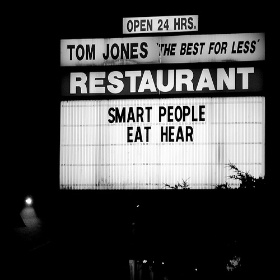 OPEN 24 HRS.
TOM JONES "THE BEST FOR LESS"
RESTAURANT
SMART PEOPLE
EAT HEAR